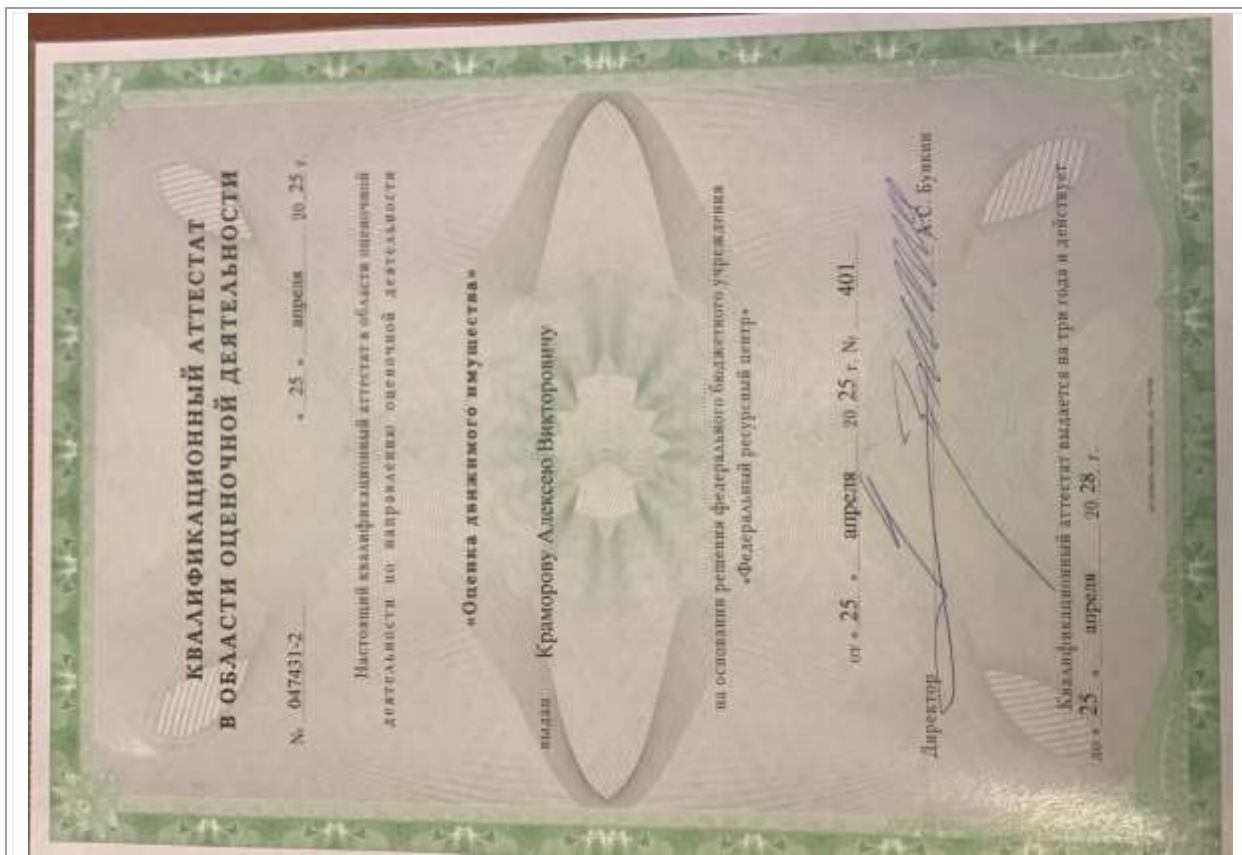 КВАЛИФИКАЦИОННЫЙ АТТЕСТАТ
В ОБЛАСТИ ОЦЕНОЧНОЙ ДЕЯТЕЛЬНОСТИ
№ 047431-2 « 25 » апреля 20 25 г.
Настоящий квалификационный аттестат в области оценочной
деятельности по направлению оценочной деятельности
«Оценка движимого имущества»
выдан Краморову Алексею Викторовичу
на основании решения федерального бюджетного учреждения
«Федеральный ресурсный центр»
от « 25 » апреля 20 25 г. № 401
Директор А.С. Бункин
Квалификационный аттестат выдается на три года и действует
до « 25 » апреля 20 28 г.